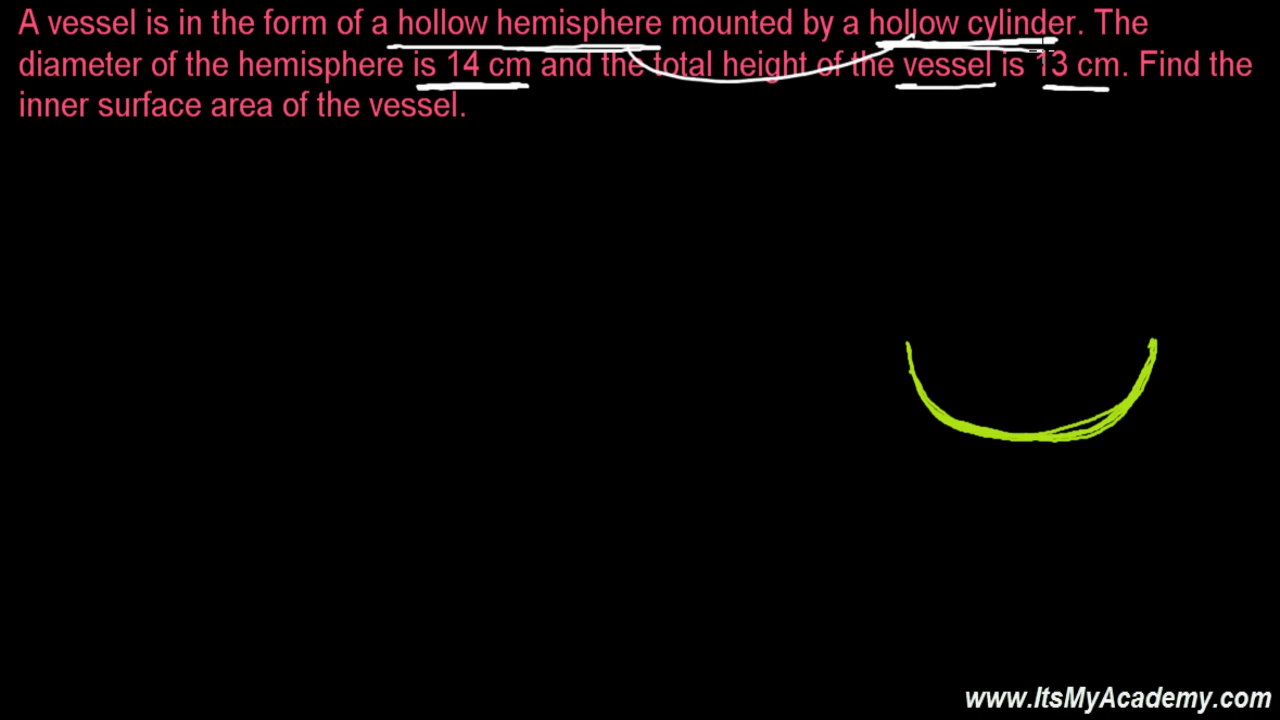 A vessel is in the form of a hollow hemisphere mounted by a hollow cylinder. The
diameter of the hemisphere is 14 cm and the total height of the vessel is 13 cm. Find the
inner surface area of the vessel.
www.ItsMyAcademy.com